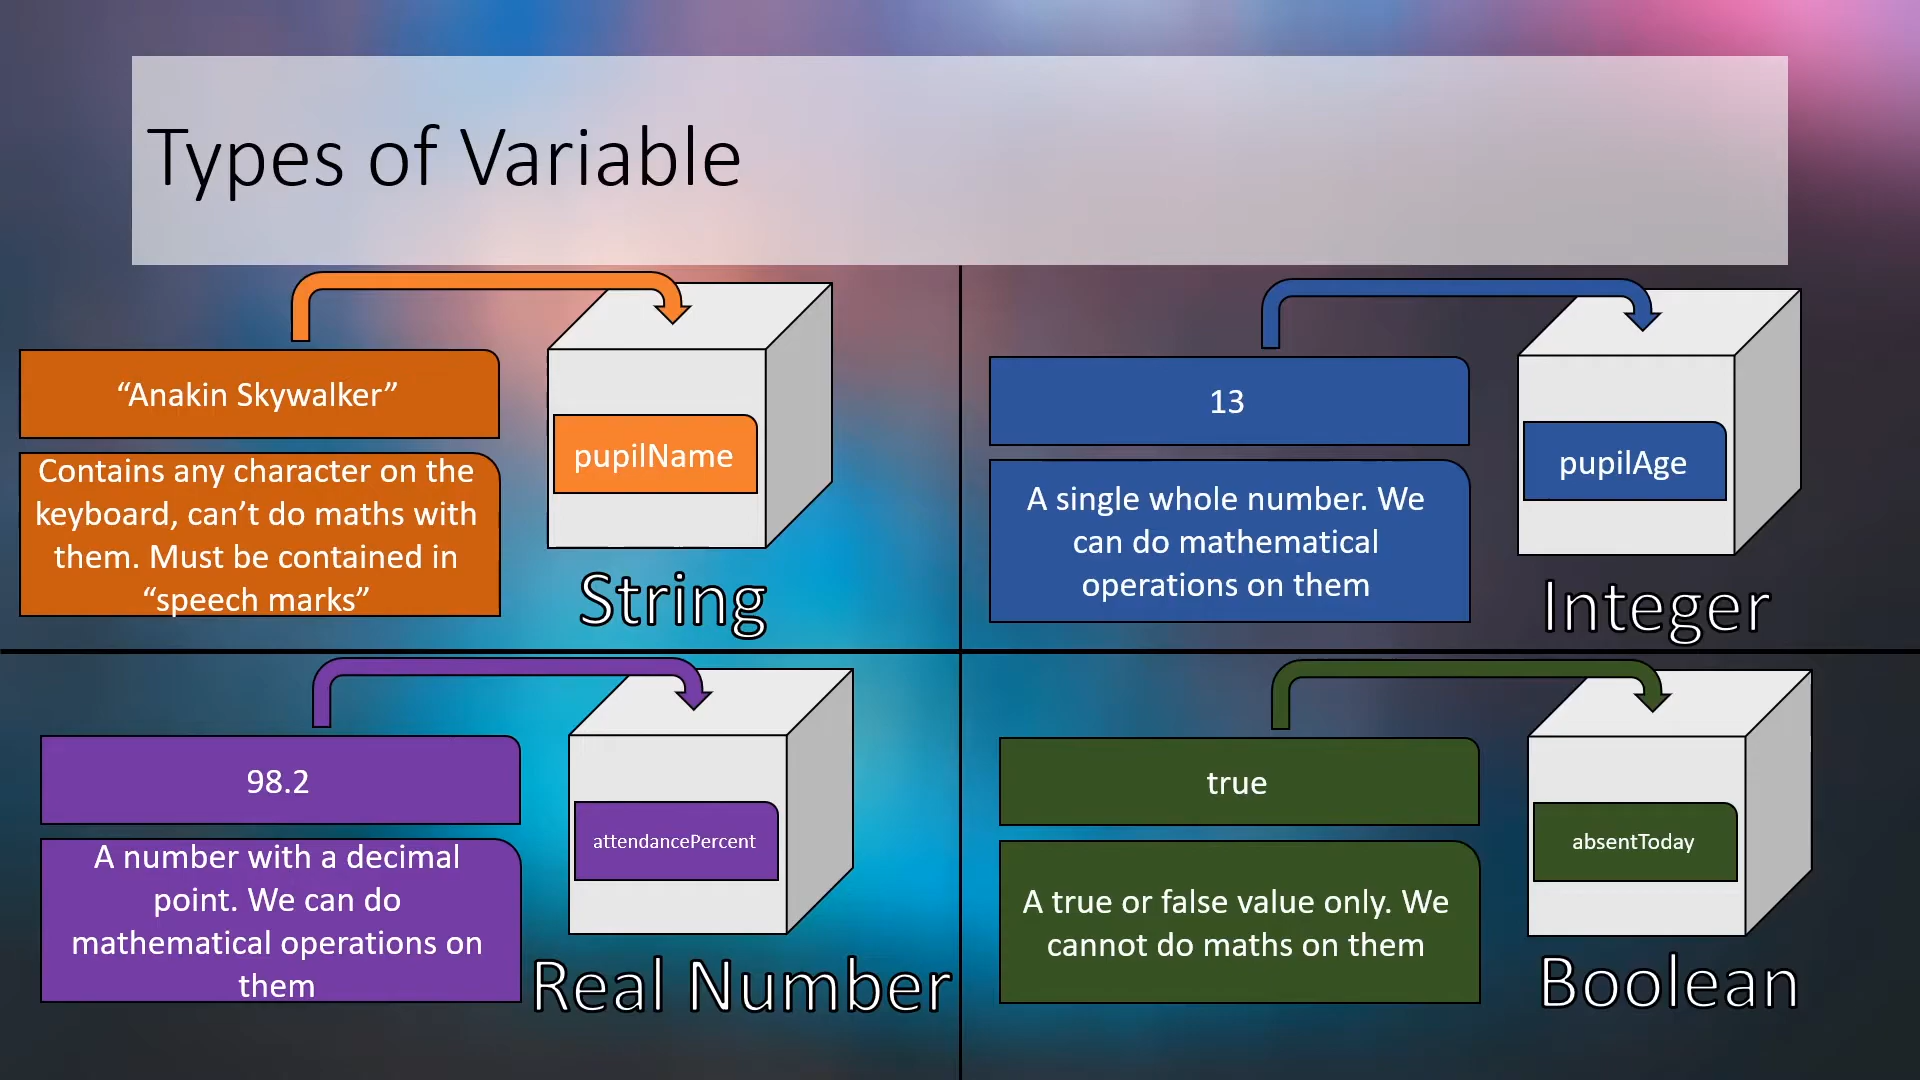 Types of Variable
“Anakin Skywalker”
pupilName
Contains any character on the
keyboard, can’t do maths with
them. Must be contained in
“speech marks”
String
13
pupilAge
A single whole number. We
can do mathematical
operations on them
Integer
98.2
attendancePercent
A number with a decimal
point. We can do
mathematical operations on
them
Real Number
true
absentToday
A true or false value only. We
cannot do maths on them
Boolean